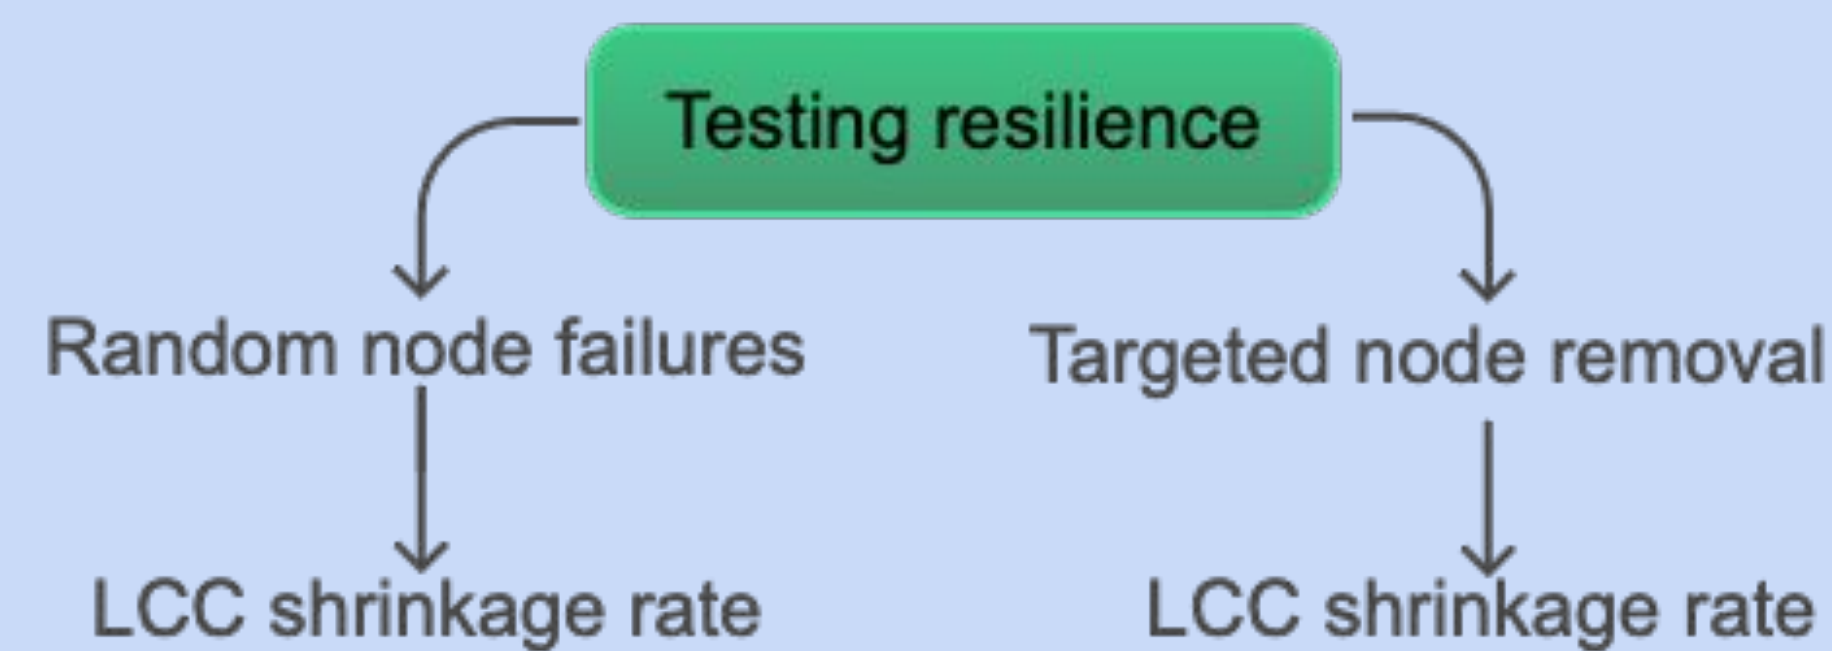 Testing resilience
Random node failures
Targeted node removal
LCC shrinkage rate
LCC shrinkage rate